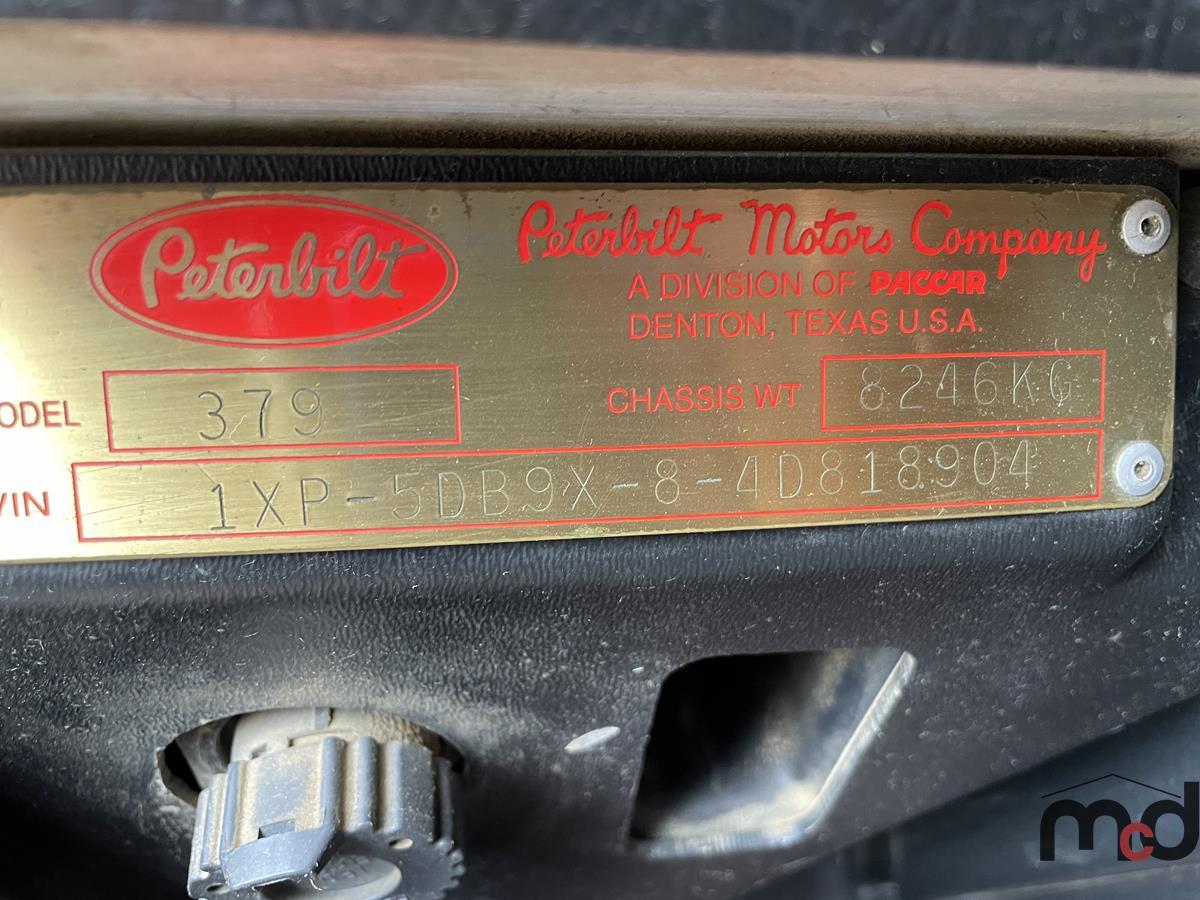 Peterbilt
Peterbilt Motors Company
A DIVISION OF PACCAR
DENTON, TEXAS U.S.A.
ODEL 379
CHASSIS WT 8246KG
VIN 1XP-5DB9X-8-4D818904
mcd